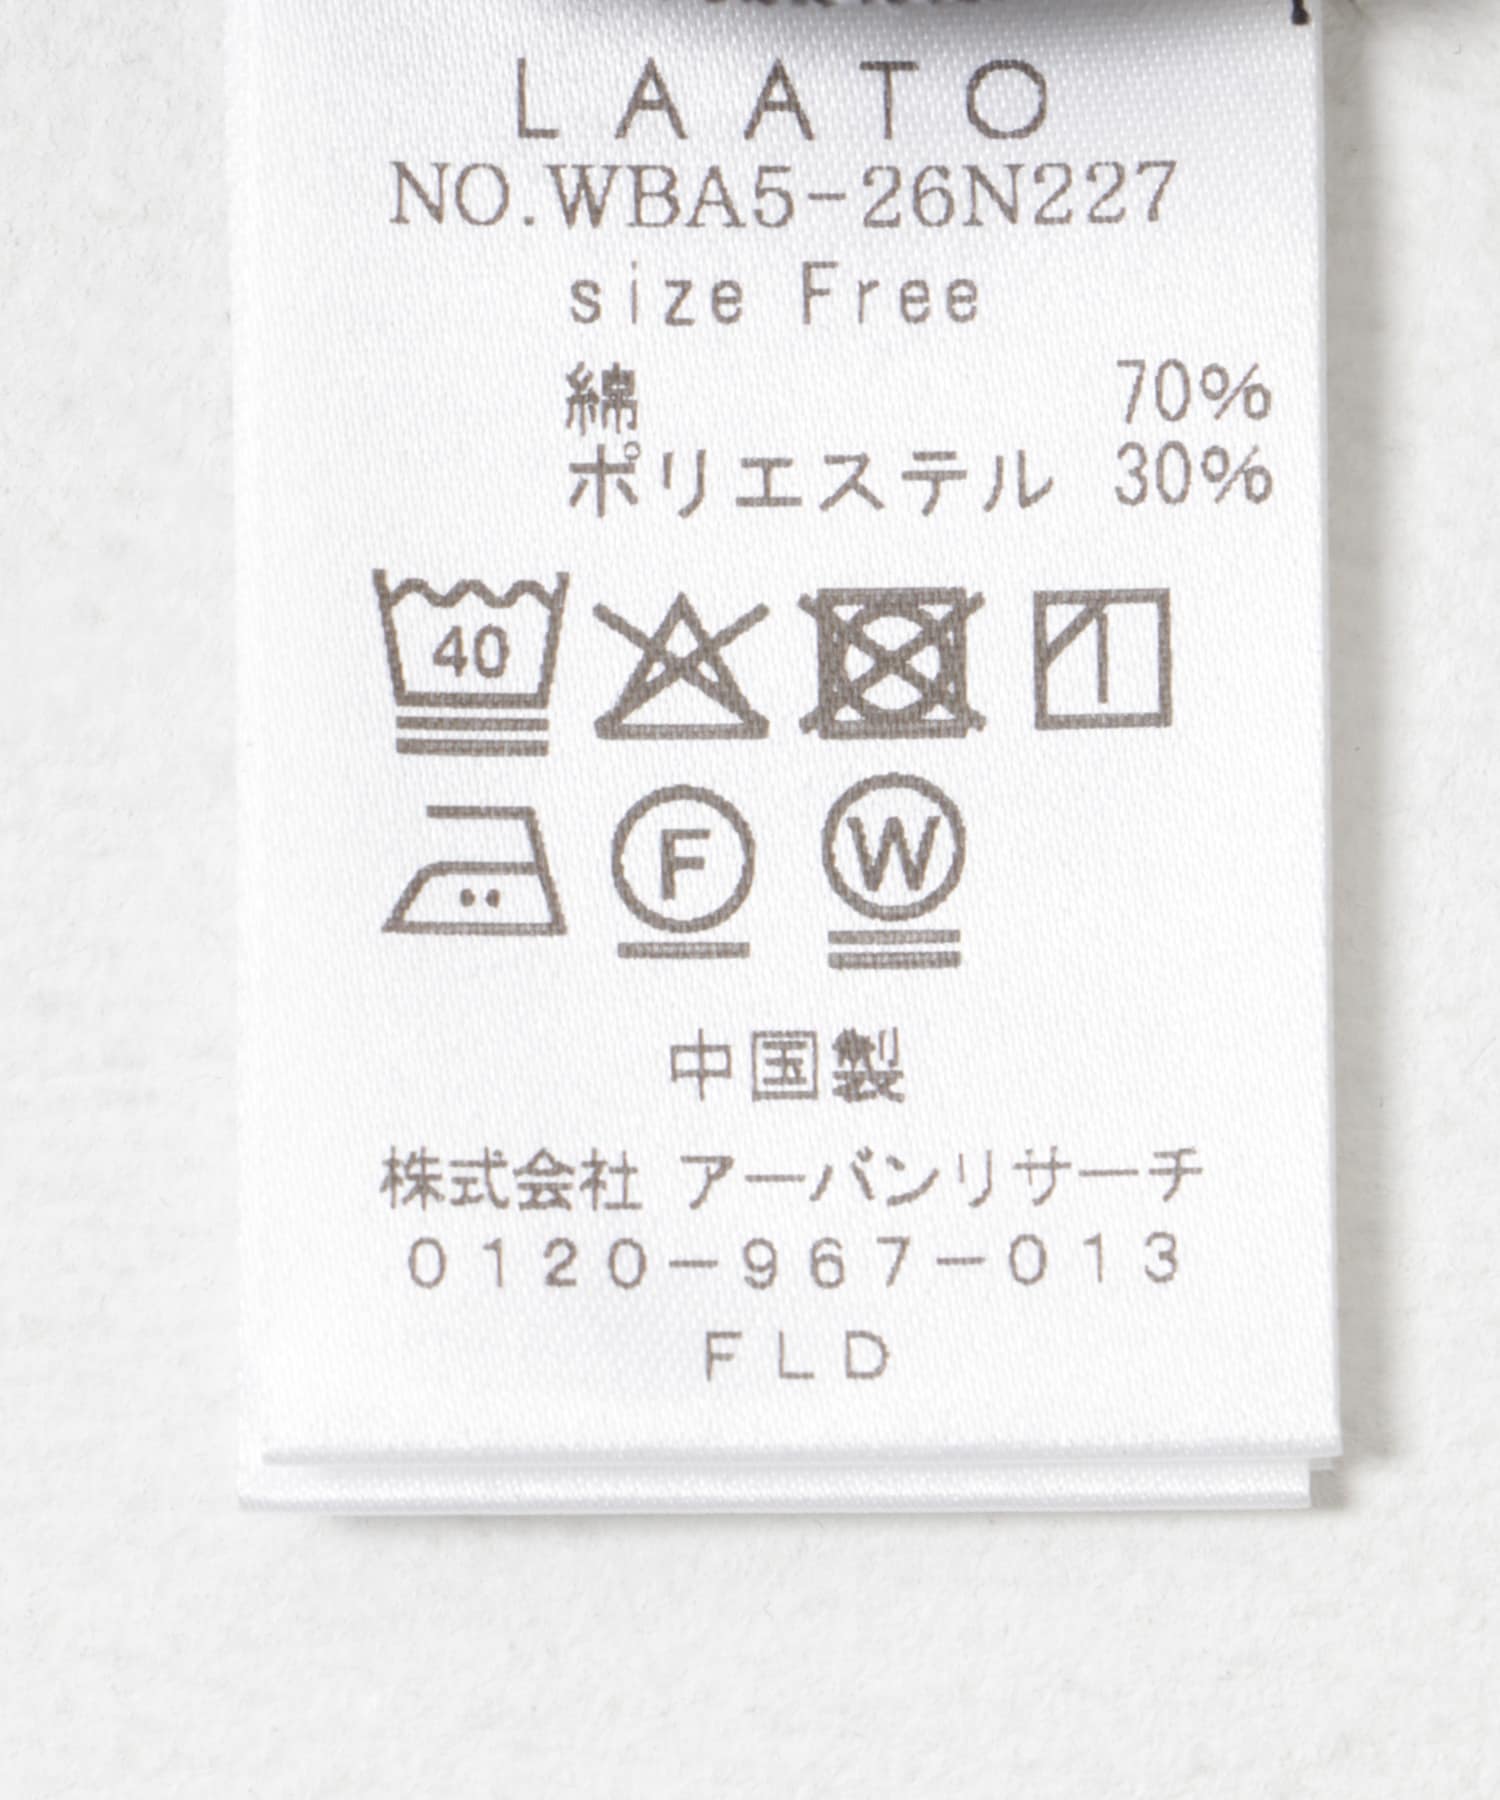 LAATO
NO.WBA5-26N227
size Free
綿 70%
ポリエステル 30%
40
F W
中国製
株式会社 アーバンリサーチ
0120-967-013
FLD